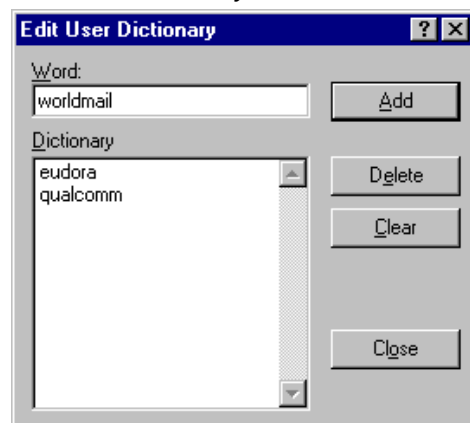 Edit User Dictionary
Word:
worldmail
Add
Dictionary
eudora
qualcomm
Delete
Clear
Close